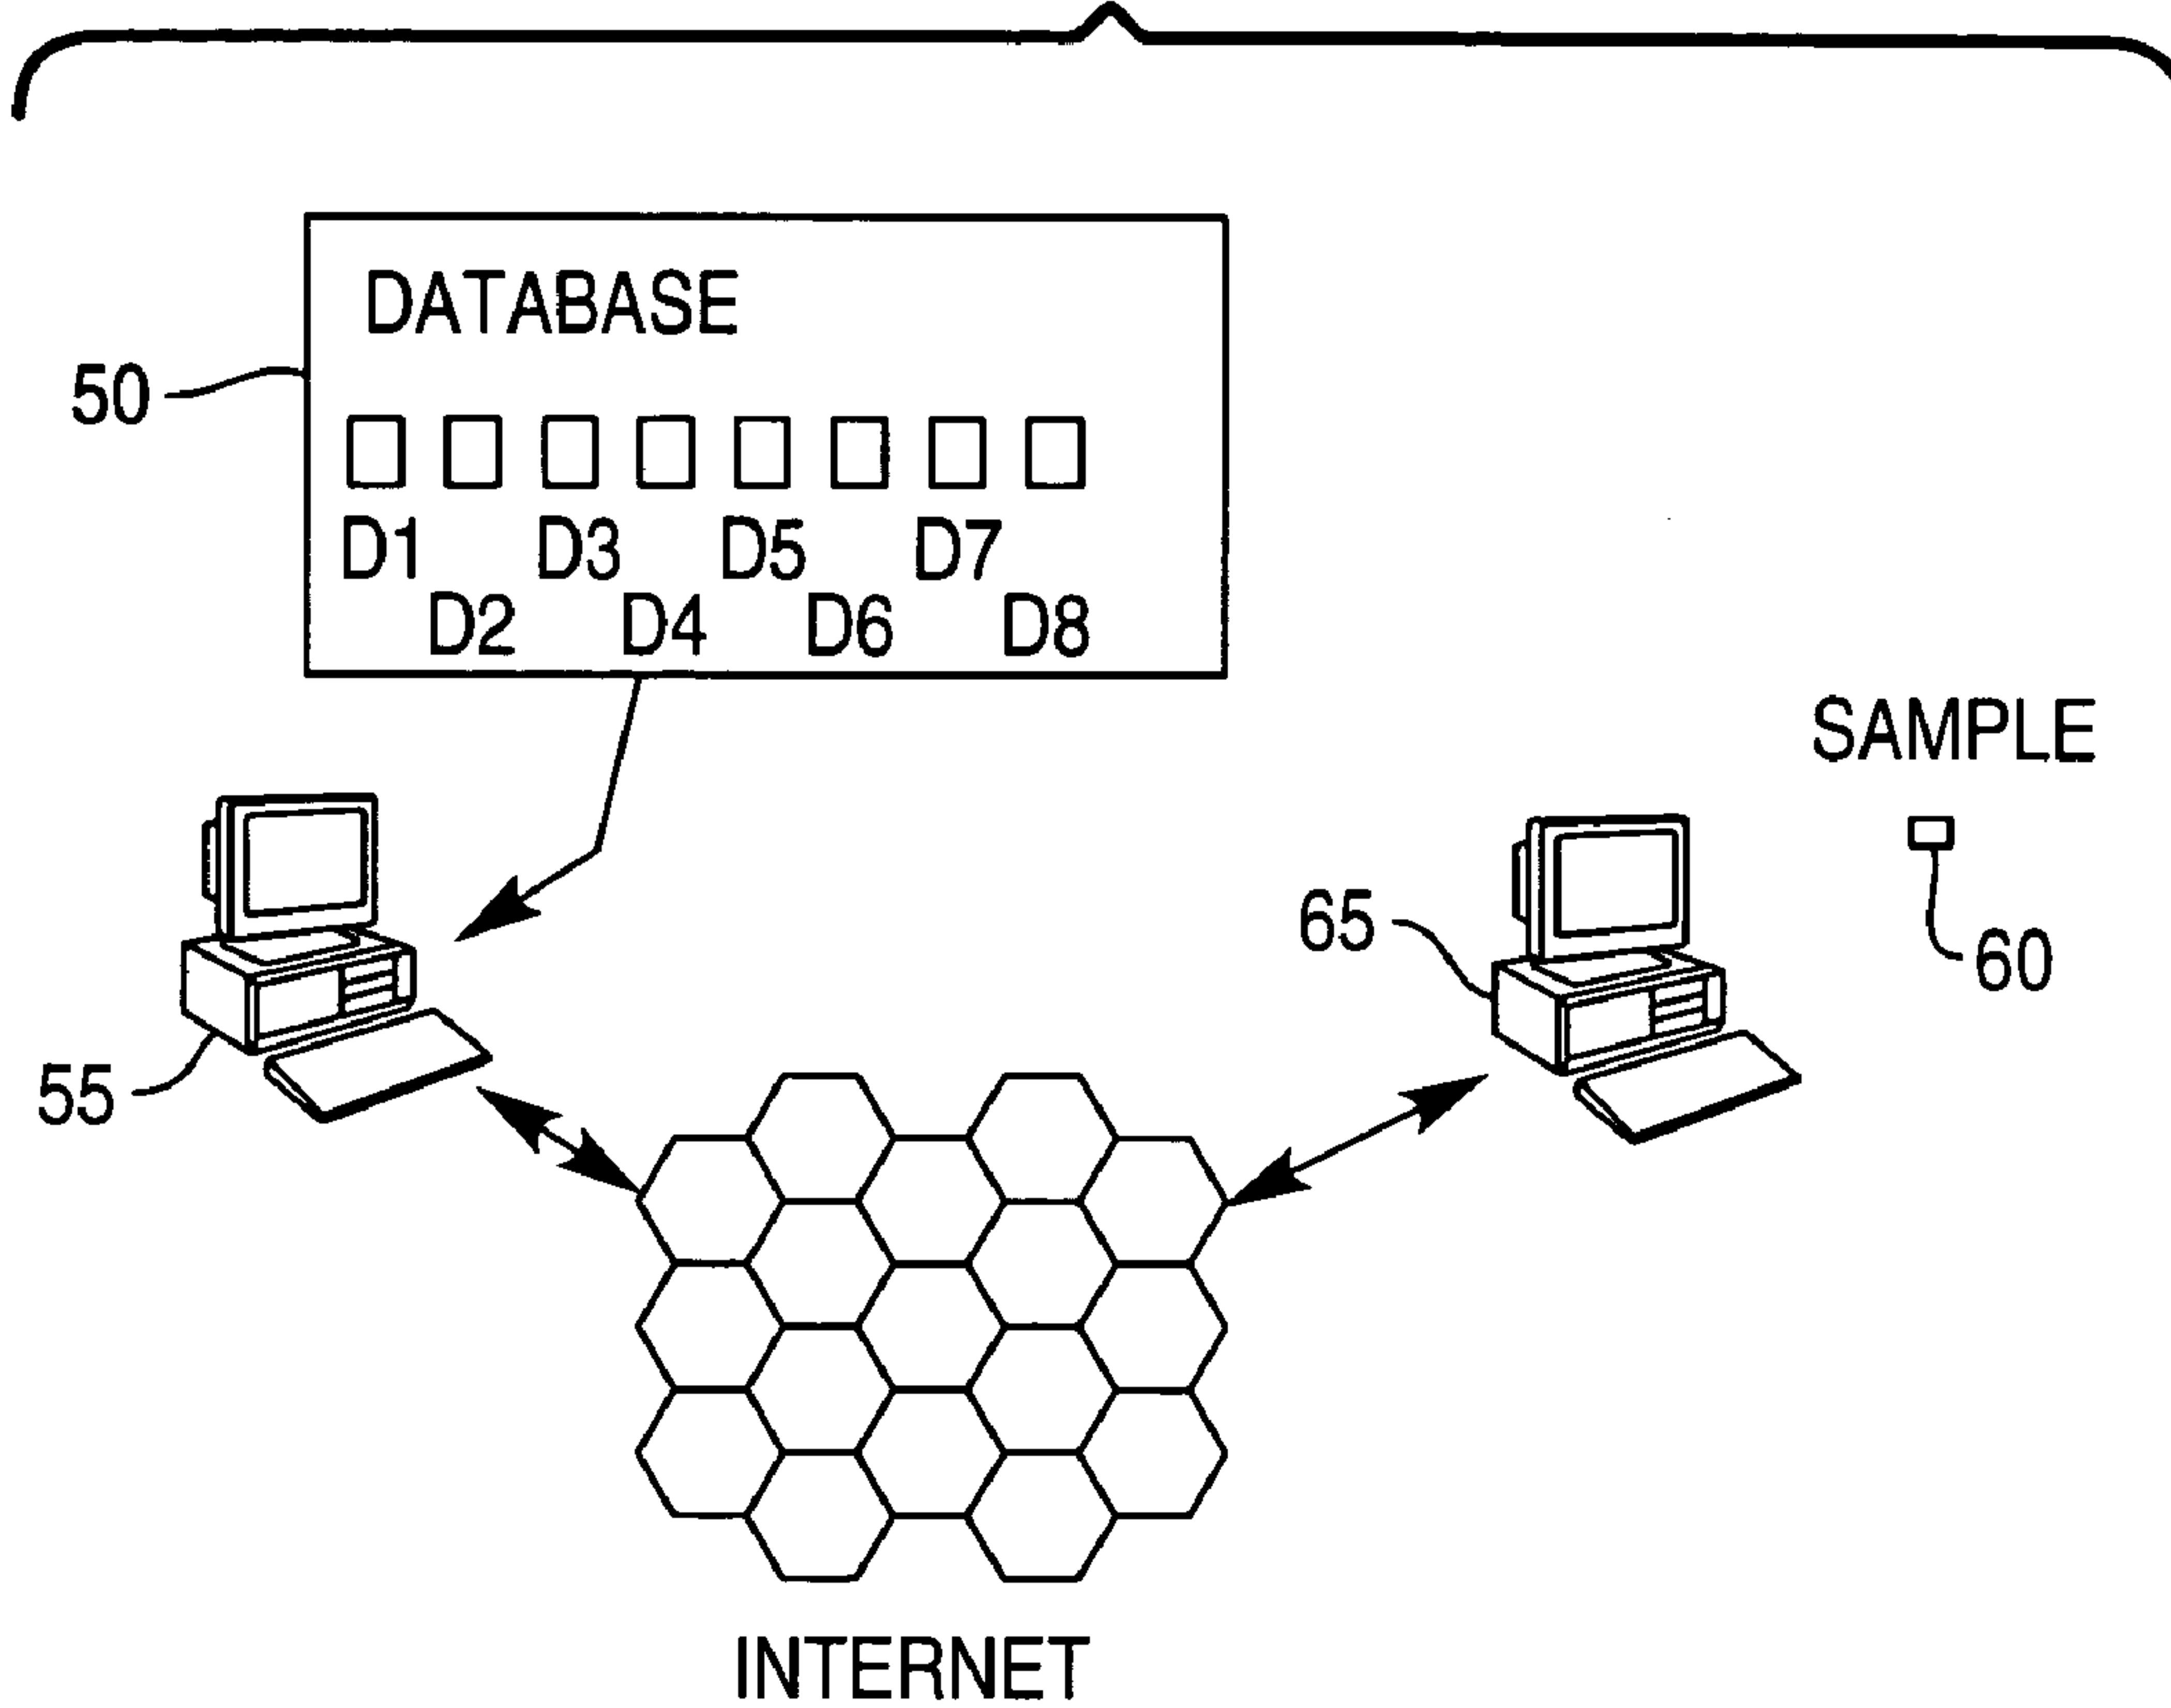 DATABASE
50
D1 D3 D5 D7
D2 D4 D6 D8
SAMPLE
65
60
55
INTERNET